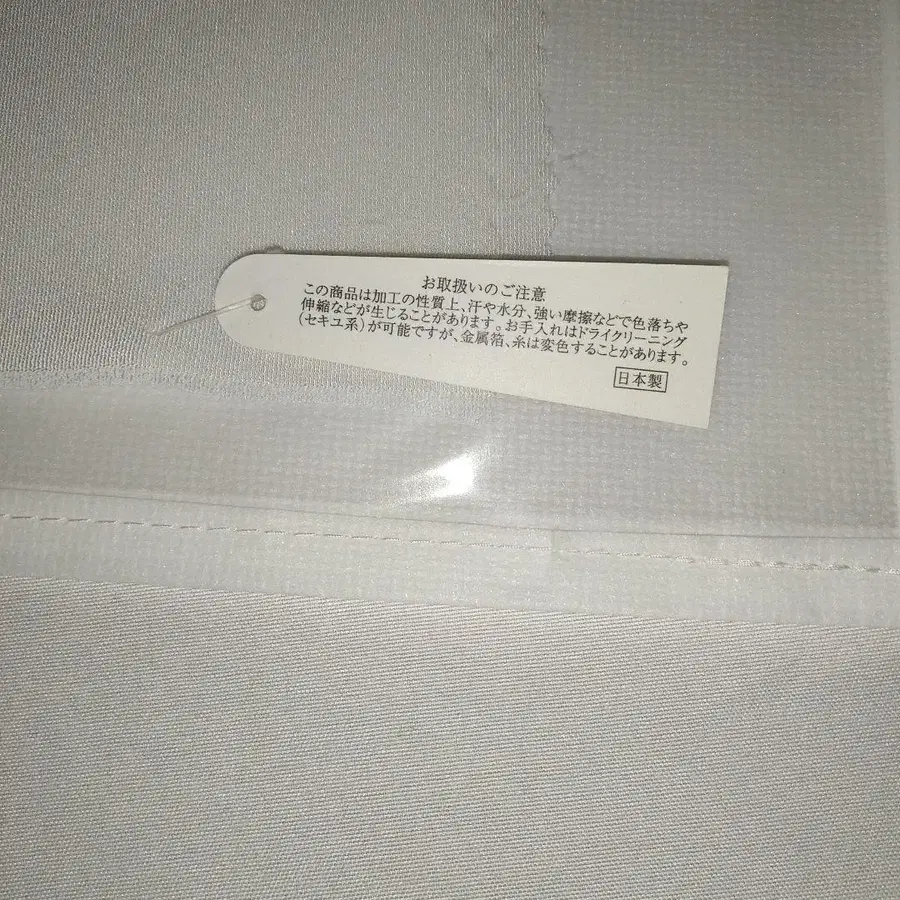 お取扱いのご注意
この商品は加工の性質上、汗や水分、強い摩擦などで色落ちや
伸縮などが生じることがあります。お手入れはドライクリーニング
(セキユ系)が可能ですが、金属箔、糸は変色することがあります。
日本製